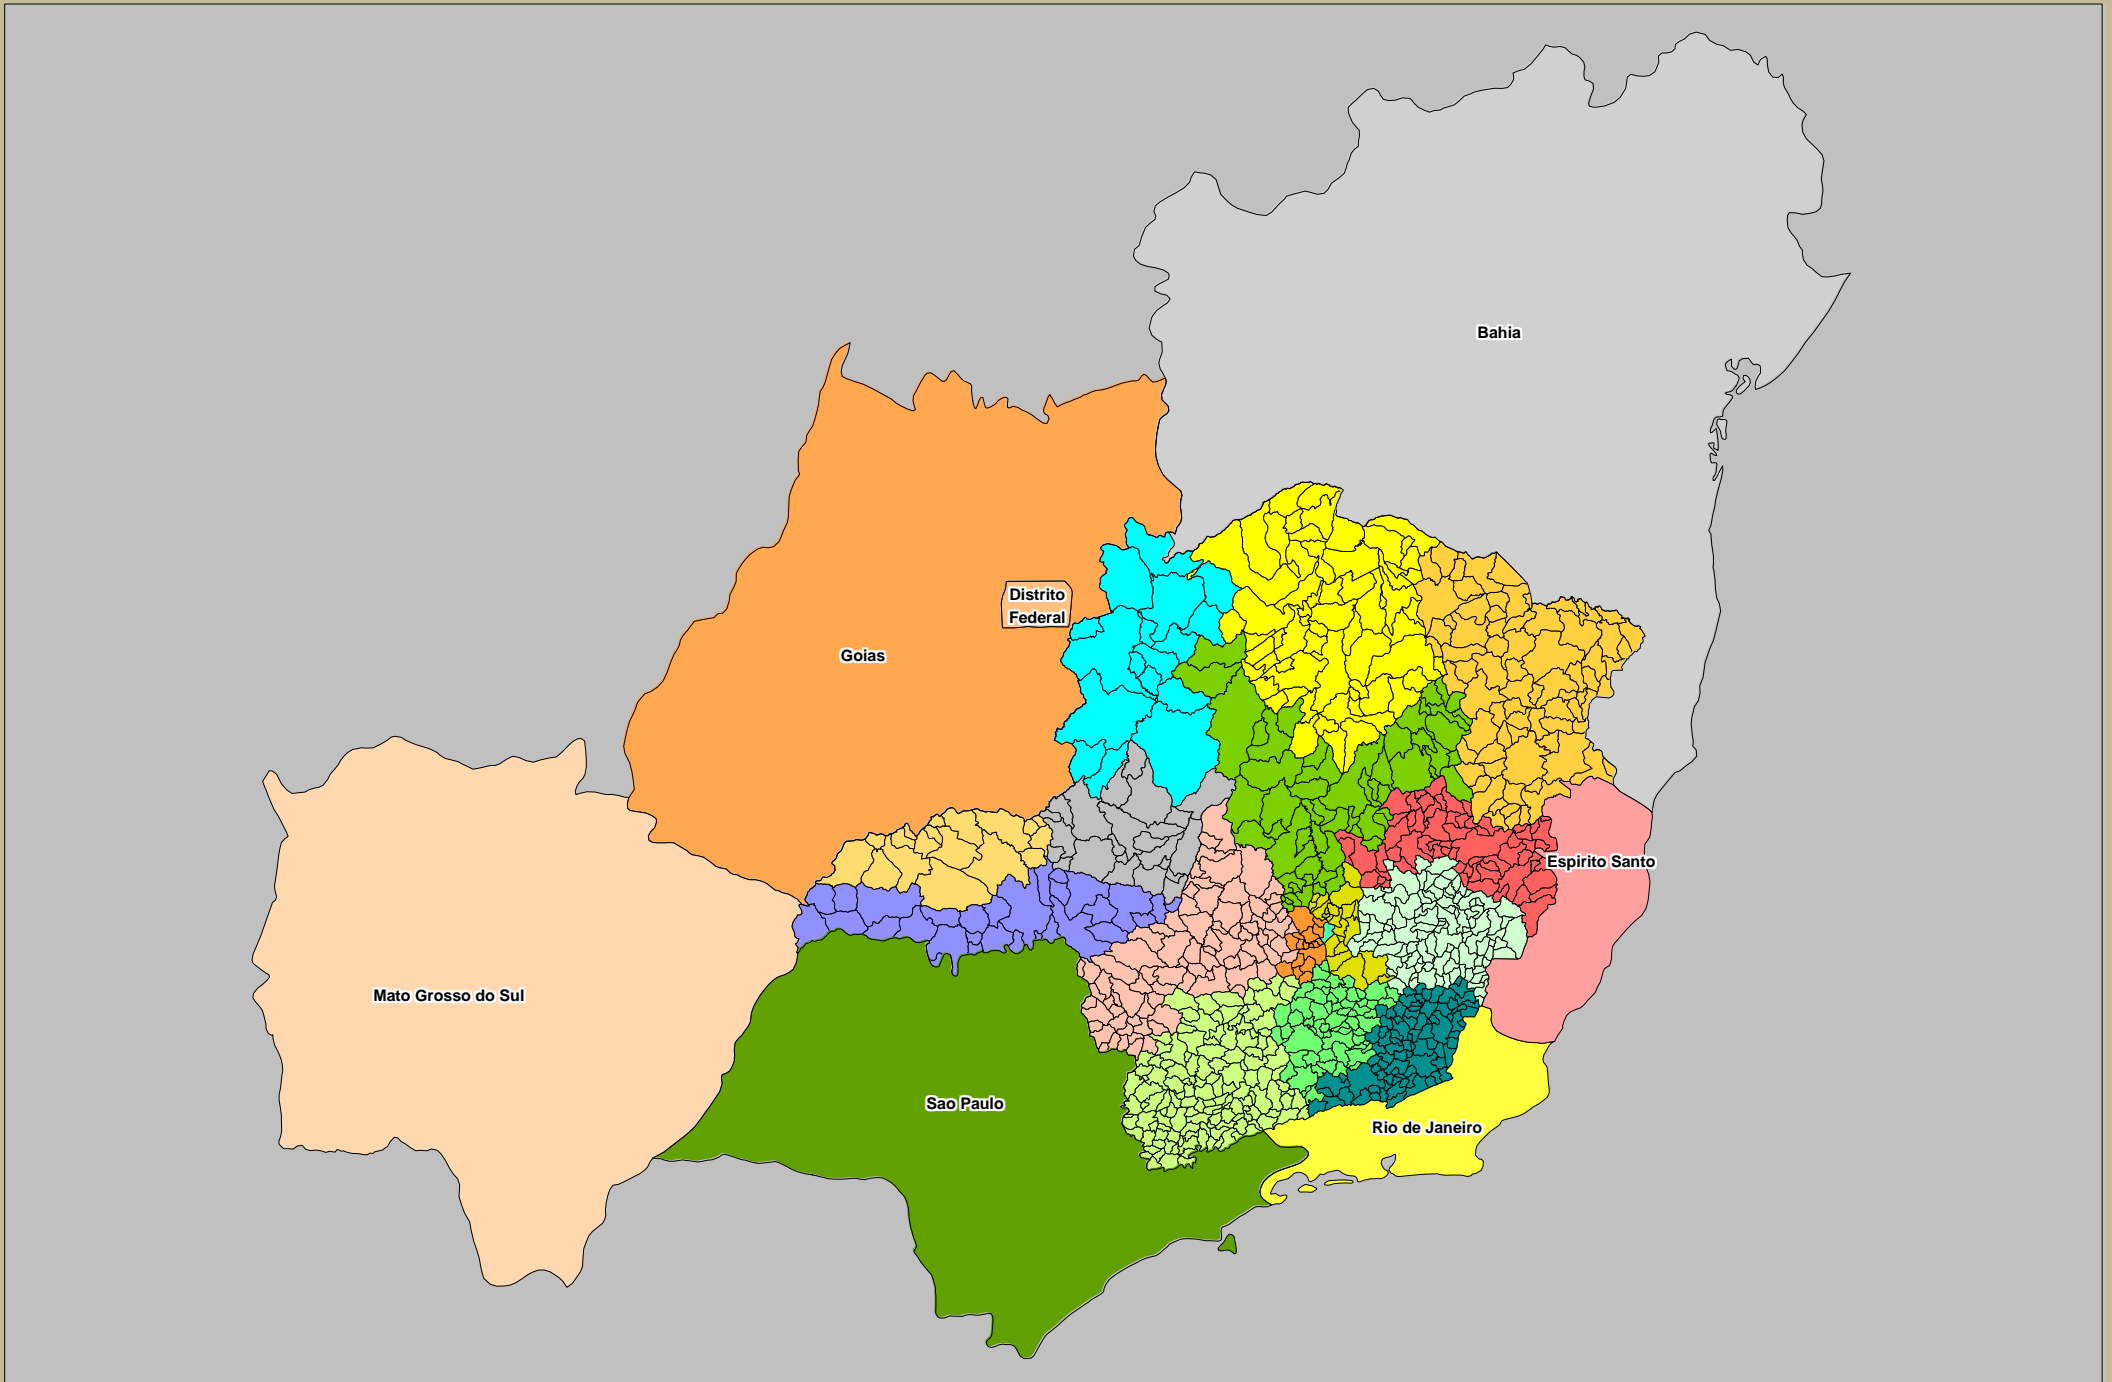 Bahia
Distrito
Federal
Goias
Espirito Santo
Mato Grosso do Sul
Sao Paulo
Rio de Janeiro